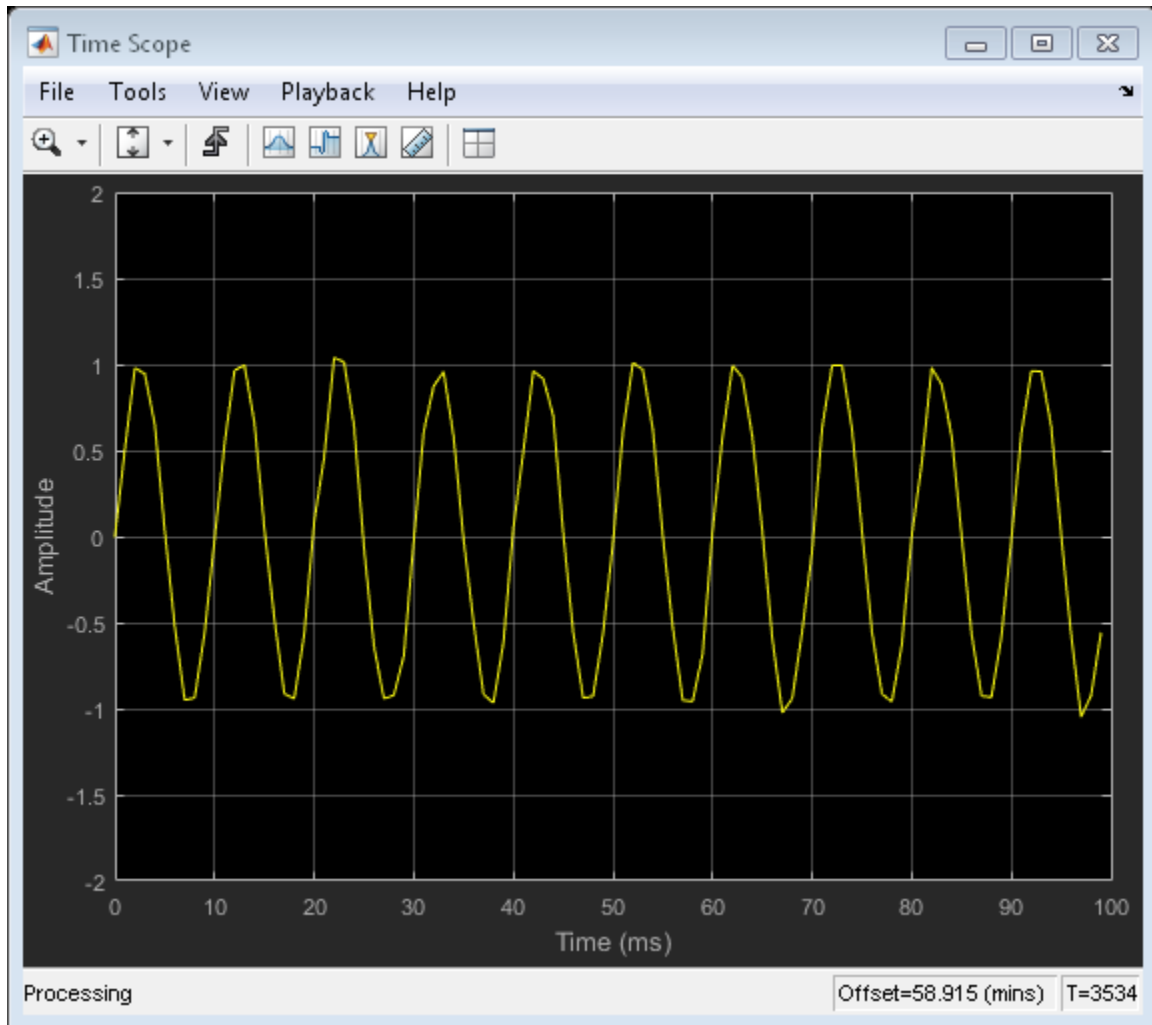 Time Scope
File Tools View Playback Help
2
1.5
1
0.5
0
-0.5
-1
-1.5
-2
Amplitude
0 10 20 30 40 50 60 70 80 90 100
Time (ms)
Processing Offset=58.915 (mins) T=3534